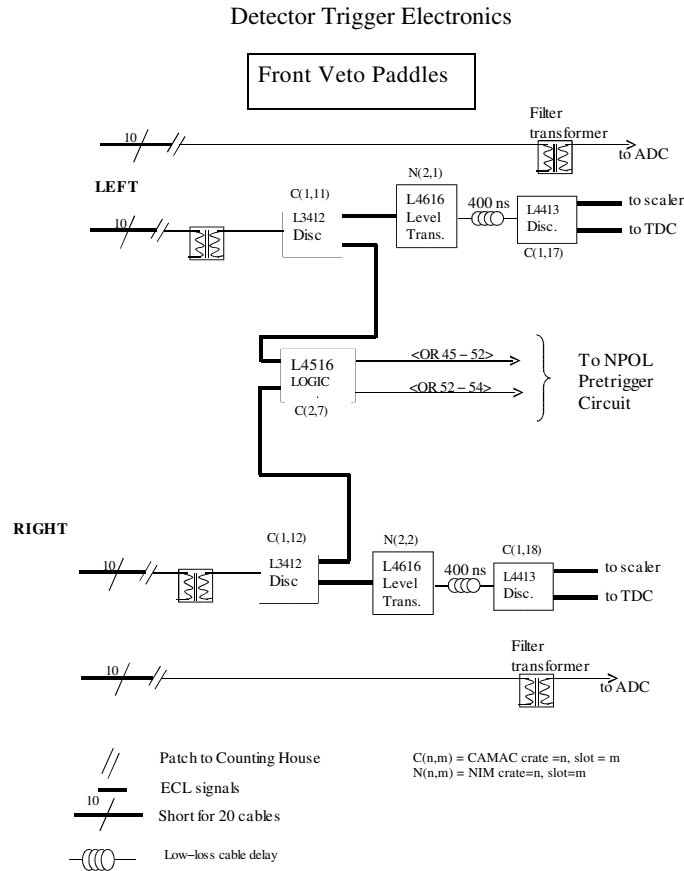 Detector Trigger Electronics
Front Veto Paddles
10
Filter
transformer
to ADC
LEFT
10
C(1,11)
L3412
Disc
N(2,1)
L4616
Level
Trans.
400 ns
L4413
Disc.
C(1,17)
to scaler
to TDC
L4516
LOGIC
.
C(2,7)
<OR 45 – 52>
<OR 52 – 54>
To NPOL
Pretrigger
Circuit
RIGHT
10
C(1,12)
L3412
Disc
N(2,2)
L4616
Level
Trans.
400 ns
C(1,18)
L4413
Disc.
to scaler
to TDC
10
Filter
transformer
to ADC
Patch to Counting House
ECL signals
10
Short for 20 cables
Low–loss cable delay
C(n,m) = CAMAC crate =n, slot = m
N(n,m) = NIM crate=n, slot=m